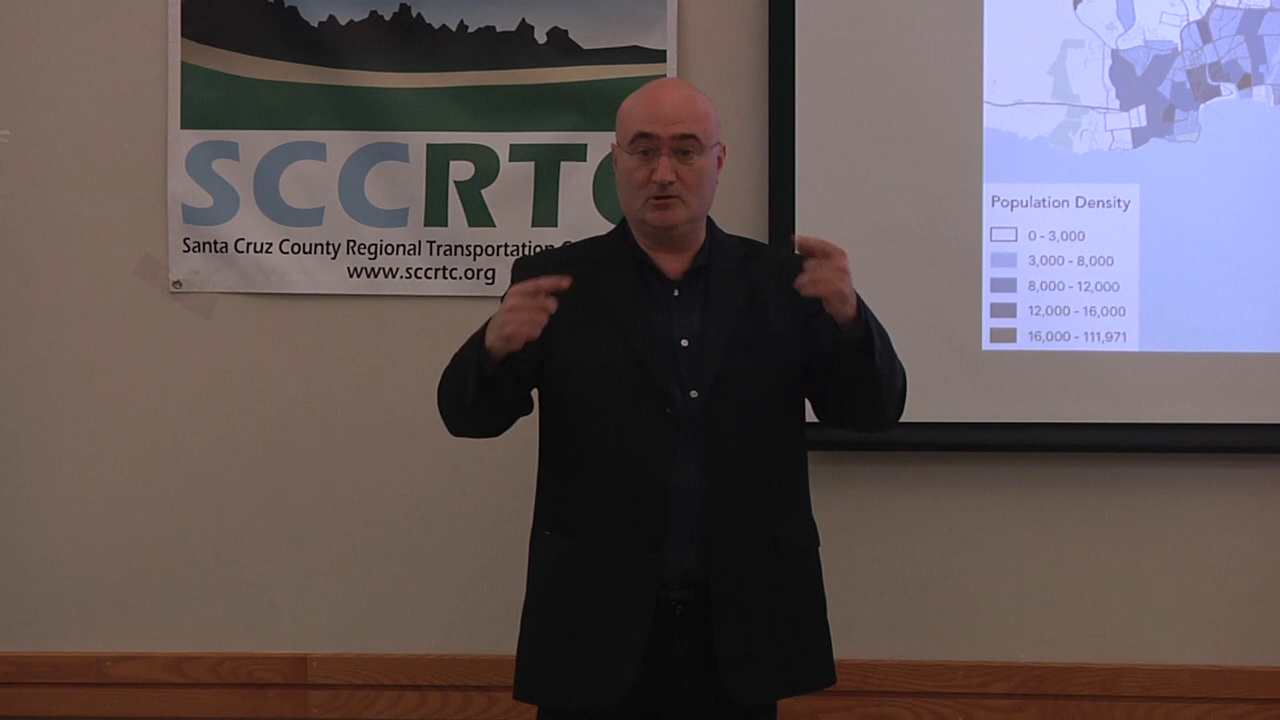 SCCRT
Santa Cruz County Regional Transportation
www.sccrtc.org
Population Density
0 - 3,000
3,000 - 8,000
8,000 - 12,000
12,000 - 16,000
16,000 - 111,971